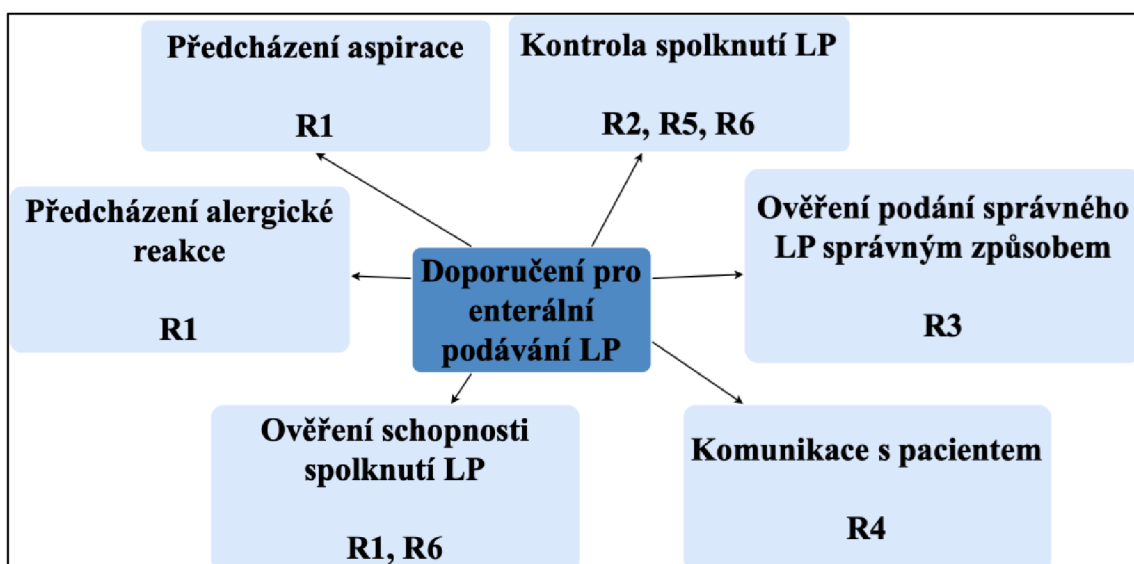 Předcházení aspirace
R1
Kontrola spolknutí LP
R2, R5, R6
Předcházení alergické
reakce
R1
Ověření podání správného
LP správným způsobem
R3
Doporučení pro
enterální
podávání LP
Ověření schopnosti
spolknutí LP
R1, R6
Komunikace s pacientem
R4